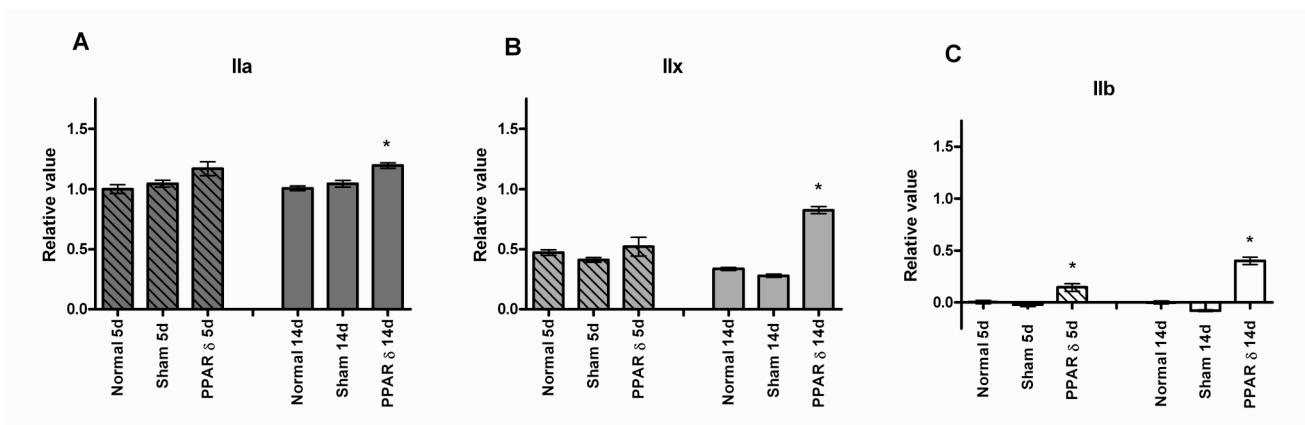 A
IIa
Relative value
1.5
1.0
0.5
0.0
*
Normal 5d
Sham 5d
PPAR δ 5d
Normal 14d
Sham 14d
PPAR δ 14d
B
IIx
Relative value
1.5
1.0
0.5
0.0
*
Normal 5d
Sham 5d
PPAR δ 5d
Normal 14d
Sham 14d
PPAR δ 14d
C
IIb
Relative value
1.5
1.0
0.5
0.0
*
*
Normal 5d
Sham 5d
PPAR δ 5d
Normal 14d
Sham 14d
PPAR δ 14d